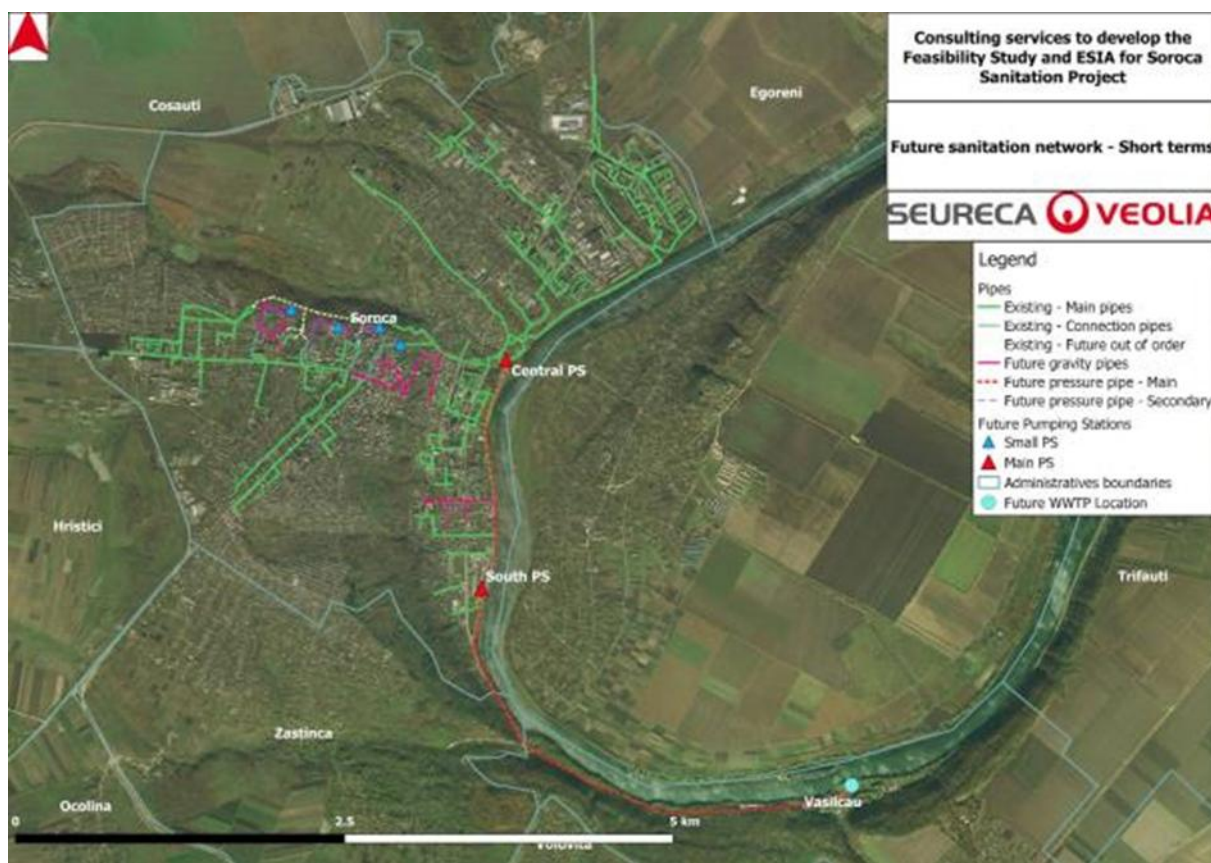 Consulting services to develop the
Feasibility Study and ESIA for Soroca
Sanitation Project
Future sanitation network - Short terms
SEURECA VEOLIA
Legend
Pipes
Existing - Main pipes
Existing - Connection pipes
Existing - Future out of order
Future gravity pipes
Future pressure pipe - Main
Future pressure pipe - Secondary
Future Pumping Stations
Small PS
Main PS
Administratives boundaries
Future WWTP Location
Cosauti
Egoreni
Soroca
Central PS
Hristici
South PS
Trifauti
Zastinca
Ocolina
Vasilcau
0
2.5
5 km
Volovita